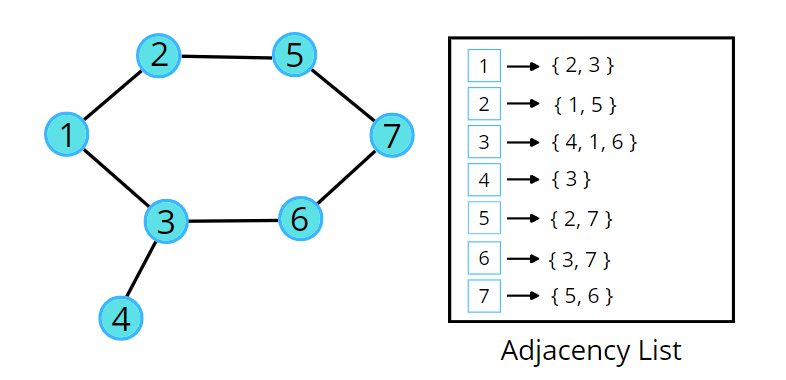 2 5
1 7
3 6
4
1 { 2, 3 }
2 { 1, 5 }
3 { 4, 1, 6 }
4 { 3 }
5 { 2, 7 }
6 { 3, 7 }
7 { 5, 6 }
Adjacency List